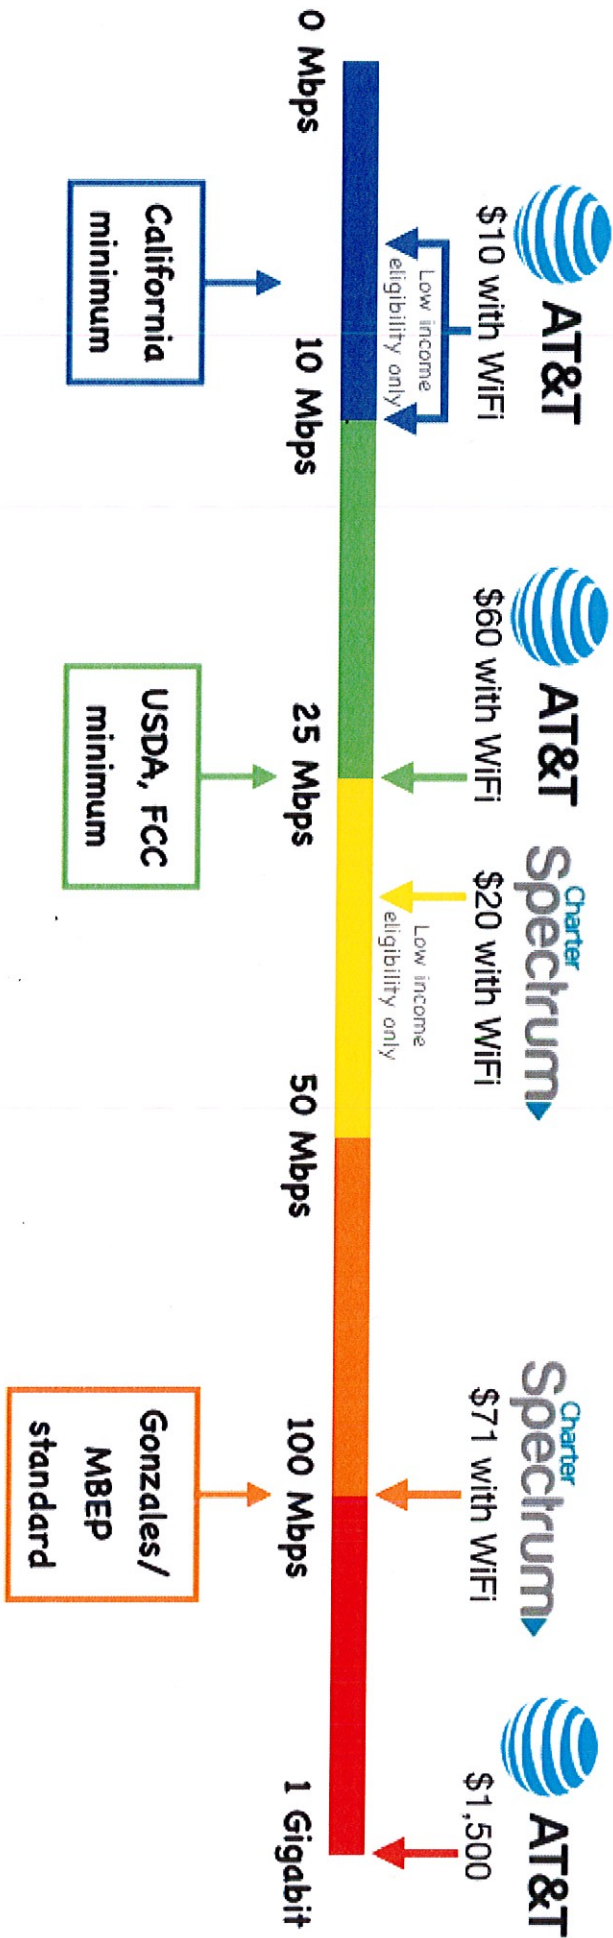 AT&T
$10 with WiFi
Low income
eligibility only
AT&T
$60 with WiFi
Charter
Spectrum
$20 with WiFi
Low income
eligibility only
Charter
Spectrum
$71 with WiFi
AT&T
$1,500
0 Mbps
10 Mbps
25 Mbps
50 Mbps
100 Mbps
1 Gigabit
California
minimum
USDA, FCC
minimum
Gonzales/
MBEP
standard